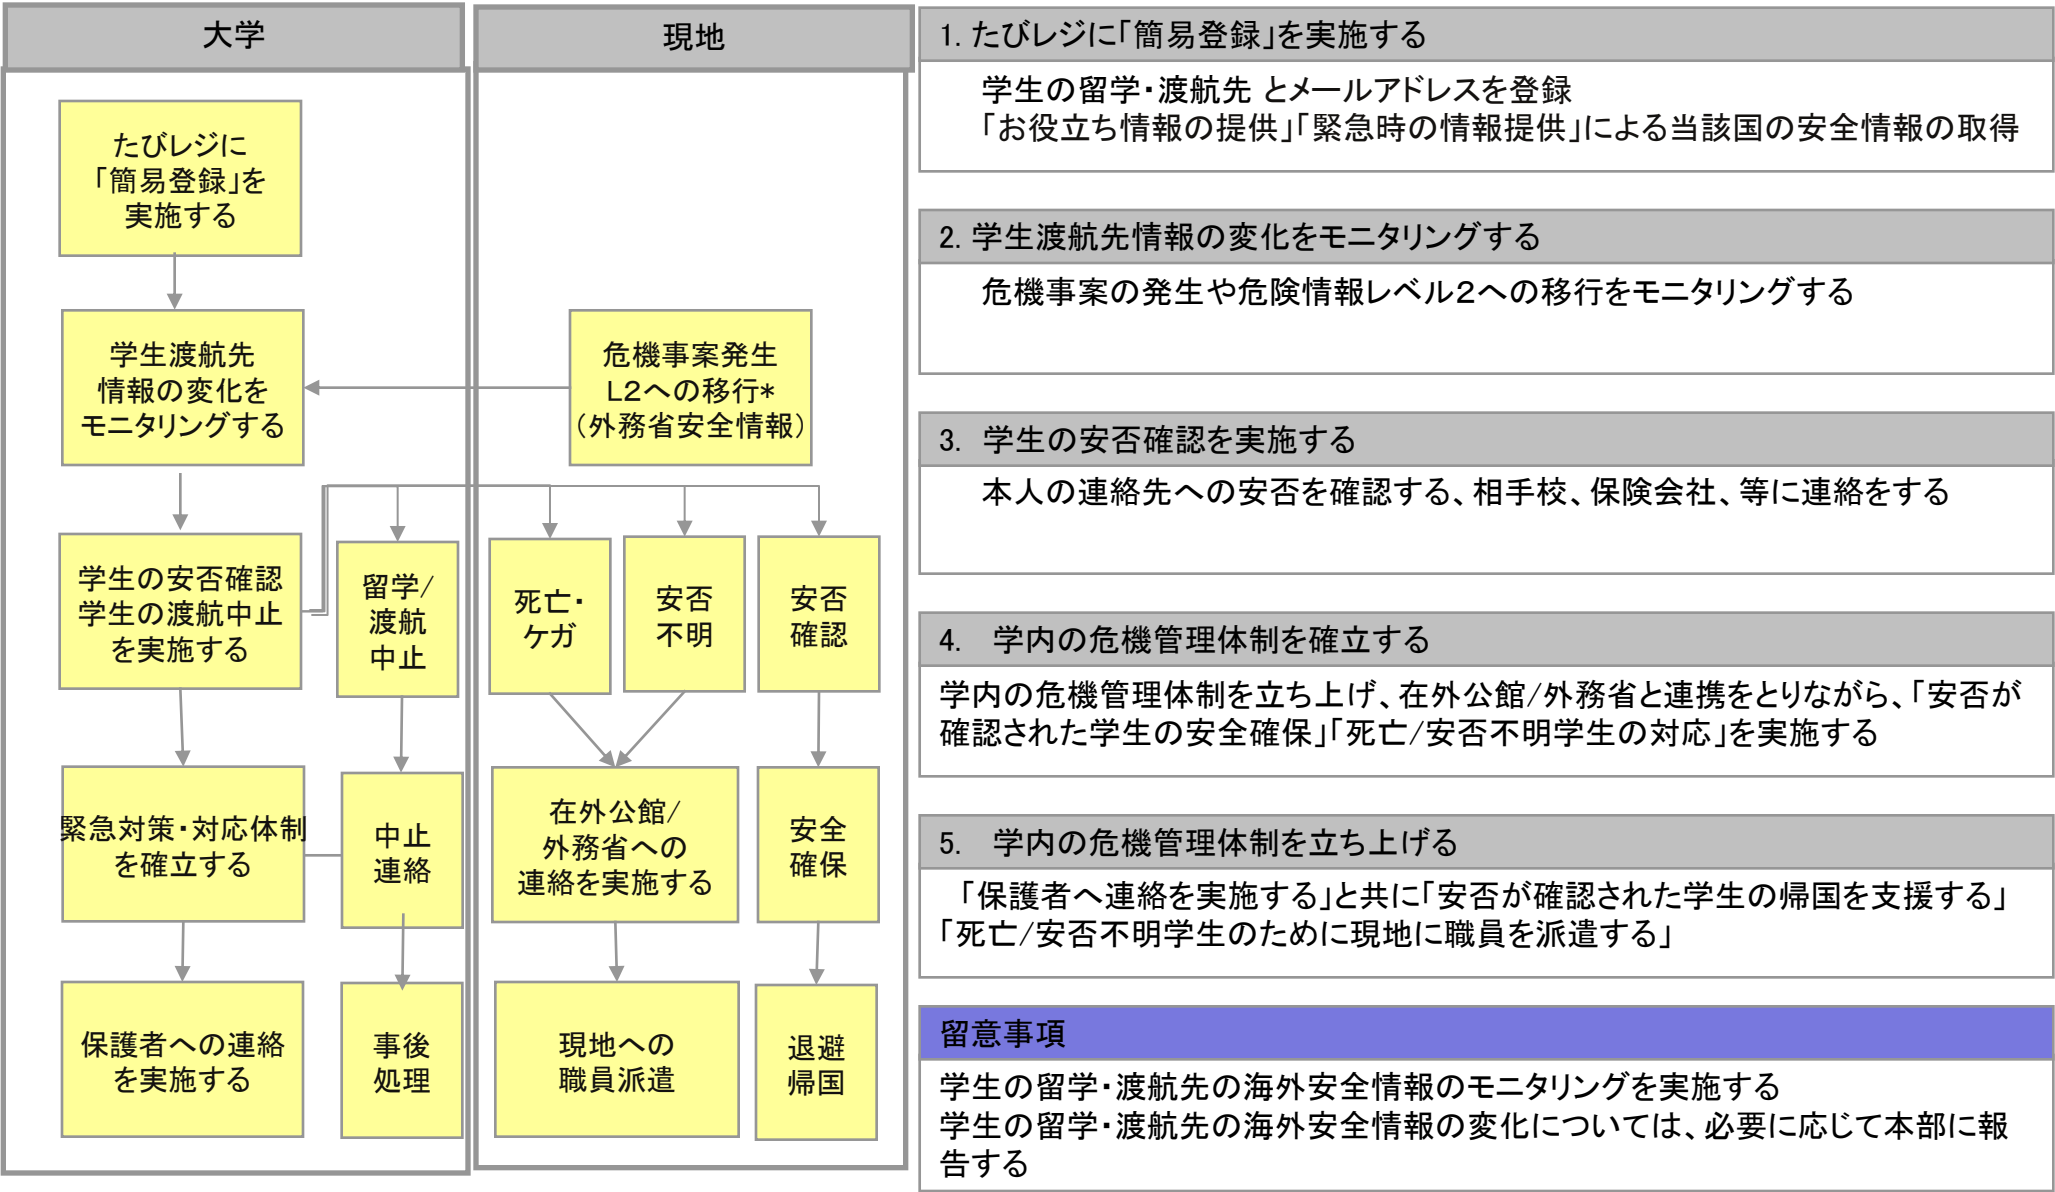 大学
現地
たびレジに
「簡易登録」を
実施する
学生渡航先
情報の変化を
モニタリングする
危機事案発生
L2への移行*
(外務省安全情報)
学生の安否確認
学生の渡航中止
を実施する
留学/
渡航
中止
死亡・
ケガ
安否
不明
安否
確認
緊急対策・対応体制
を確立する
中止
連絡
在外公館/
外務省への
連絡を実施する
安全
確保
保護者への連絡
を実施する
事後
処理
現地への
職員派遣
退避
帰国
1. たびレジに「簡易登録」を実施する
学生の留学・渡航先 とメールアドレスを登録
「お役立ち情報の提供」「緊急時の情報提供」による当該国の安全情報の取得
2. 学生渡航先情報の変化をモニタリングする
危機事案の発生や危険情報レベル2への移行をモニタリングする
3. 学生の安否確認を実施する
本人の連絡先への安否を確認する、相手校、保険会社、等に連絡をする
4. 学内の危機管理体制を確立する
学内の危機管理体制を立ち上げ、在外公館/外務省と連携をとりながら、「安否が
確認された学生の安全確保」「死亡/安否不明学生の対応」を実施する
5. 学内の危機管理体制を立ち上げる
「保護者へ連絡を実施する」と共に「安否が確認された学生の帰国を支援する」
「死亡/安否不明学生のために現地に職員を派遣する」
留意事項
学生の留学・渡航先の海外安全情報のモニタリングを実施する
学生の留学・渡航先の海外安全情報の変化については、必要に応じて本部に報
告する